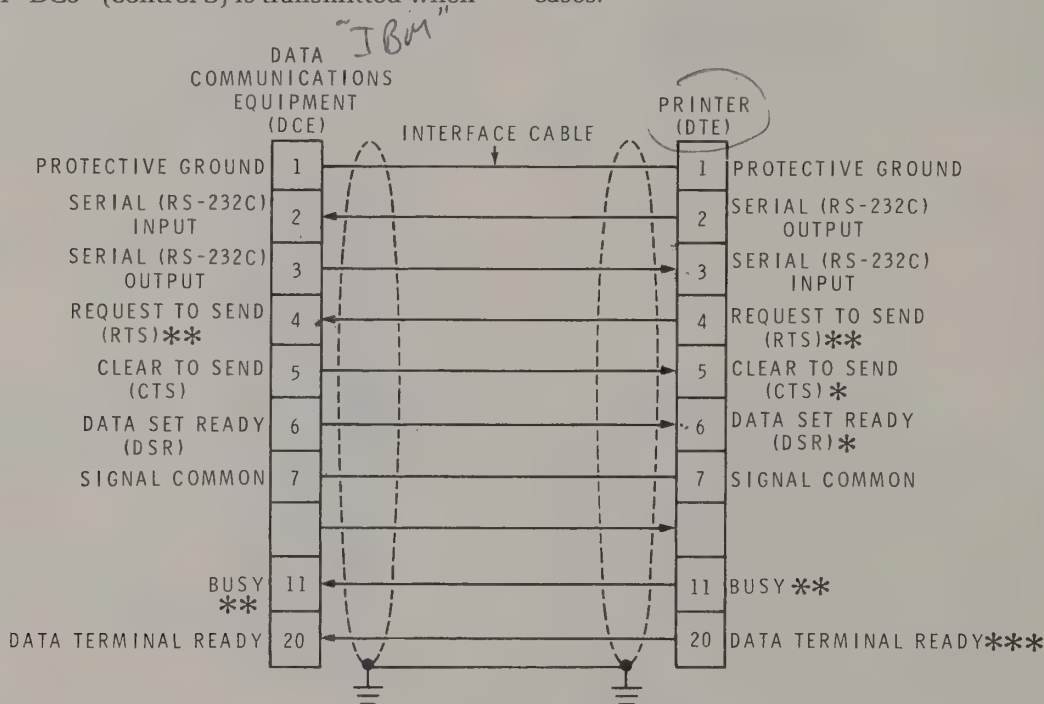 (control S) is transmitted when cases.
"IBM"
DATA
COMMUNICATIONS
EQUIPMENT
(DCE)
INTERFACE CABLE
PRINTER
(DTE)
PROTECTIVE GROUND 1 1 PROTECTIVE GROUND
SERIAL (RS-232C)
INPUT 2 2 SERIAL (RS-232C)
OUTPUT
SERIAL (RS-232C)
OUTPUT 3 3 SERIAL (RS-232C)
INPUT
REQUEST TO SEND
(RTS)** 4 4 REQUEST TO SEND
(RTS)**
CLEAR TO SEND
(CTS) 5 5 CLEAR TO SEND
(CTS)*
DATA SET READY
(DSR) 6 6 DATA SET READY
(DSR)*
SIGNAL COMMON 7 7 SIGNAL COMMON
BUSY
** 11 11 BUSY**
DATA TERMINAL READY 20 20 DATA TERMINAL READY***